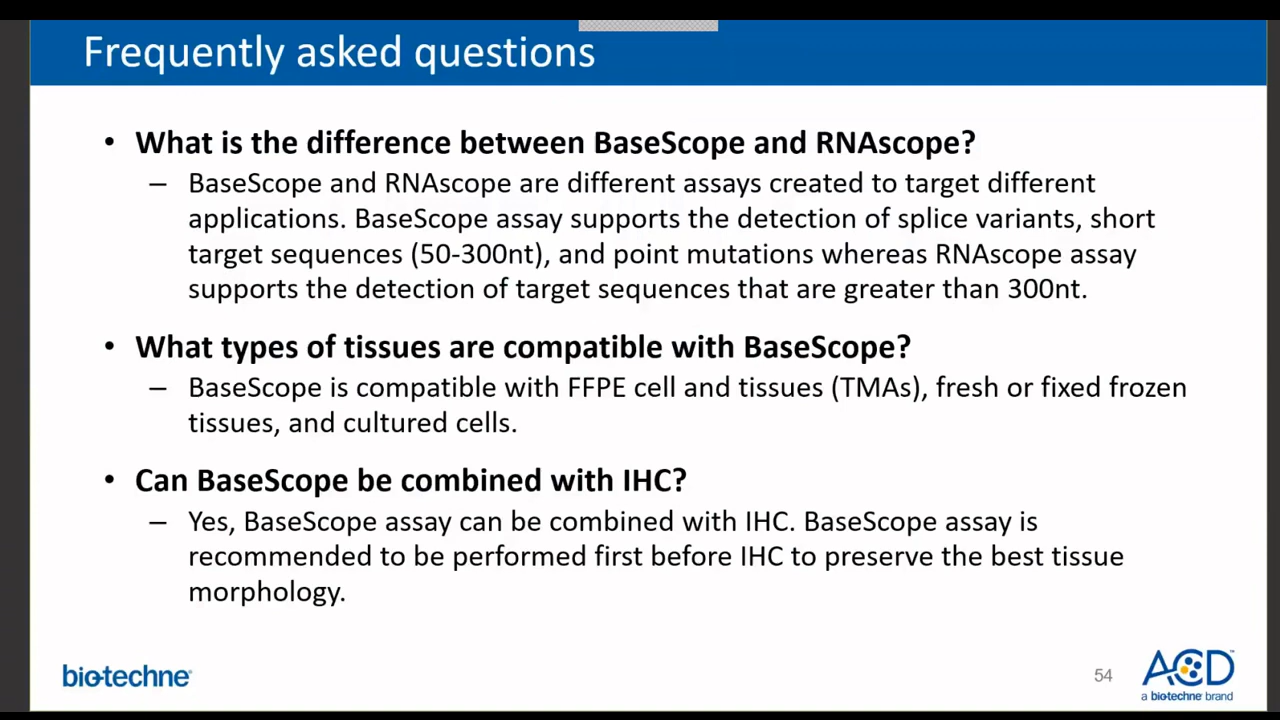 Frequently asked questions
• What is the difference between BaseScope and RNAscope?
– BaseScope and RNAscope are different assays created to target different
applications. BaseScope assay supports the detection of splice variants, short
target sequences (50-300nt), and point mutations whereas RNAscope assay
supports the detection of target sequences that are greater than 300nt.
• What types of tissues are compatible with BaseScope?
– BaseScope is compatible with FFPE cell and tissues (TMAs), fresh or fixed frozen
tissues, and cultured cells.
• Can BaseScope be combined with IHC?
– Yes, BaseScope assay can be combined with IHC. BaseScope assay is
recommended to be performed first before IHC to preserve the best tissue
morphology.
bio-techne®
54
ACD™
a biotechne® brand